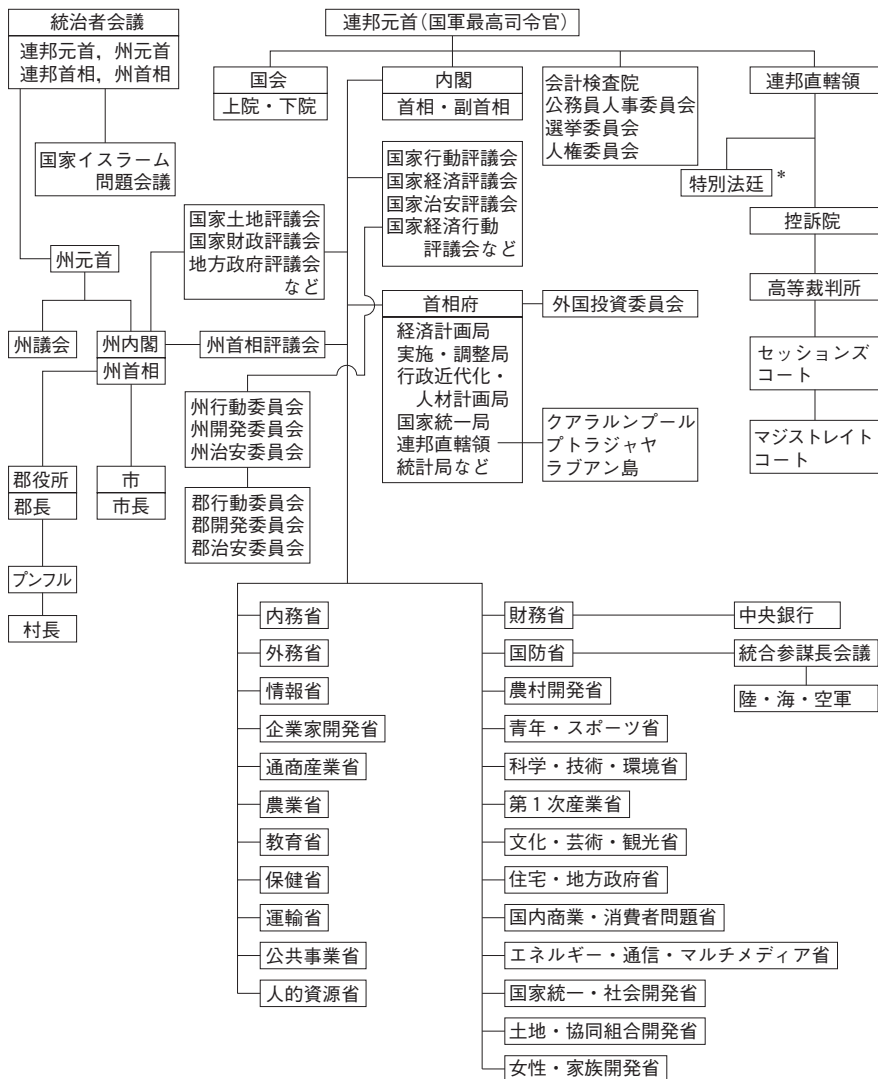 統治者会議
連邦元首，州元首
連邦首相，州首相
国家イスラーム
問題会議
連邦元首（国軍最高司令官）
国会
上院・下院
内閣
首相・副首相
会計検査院
公務員人事委員会
選挙委員会
人権委員会
連邦直轄領
特別法廷*
控訴院
高等裁判所
セッションズ
コート
マジストレイト
コート
国家行動評議会
国家経済評議会
国家治安評議会
国家経済行動
評議会など
国家土地評議会
国家財政評議会
地方政府評議会
など
州元首
州議会
州内閣
州首相
州首相評議会
首相府
経済計画局
実施・調整局
行政近代化・
人材計画局
国家統一局
連邦直轄領
統計局など
外国投資委員会
クアラルンプール
プトラジャヤ
ラブアン島
州行動委員会
州開発委員会
州治安委員会
郡行動委員会
郡開発委員会
郡治安委員会
郡役所
郡長
市
市長
プンフル
村長
内務省
外務省
情報省
企業家開発省
通商産業省
農業省
教育省
保健省
運輸省
公共事業省
人的資源省
財務省
中央銀行
国防省
統合参謀長会議
陸・海・空軍
農村開発省
青年・スポーツ省
科学・技術・環境省
第1次産業省
文化・芸術・観光省
住宅・地方政府省
国内商業・消費者問題省
エネルギー・通信・マルチメディア省
国家統一・社会開発省
土地・協同組合開発省
女性・家族開発省